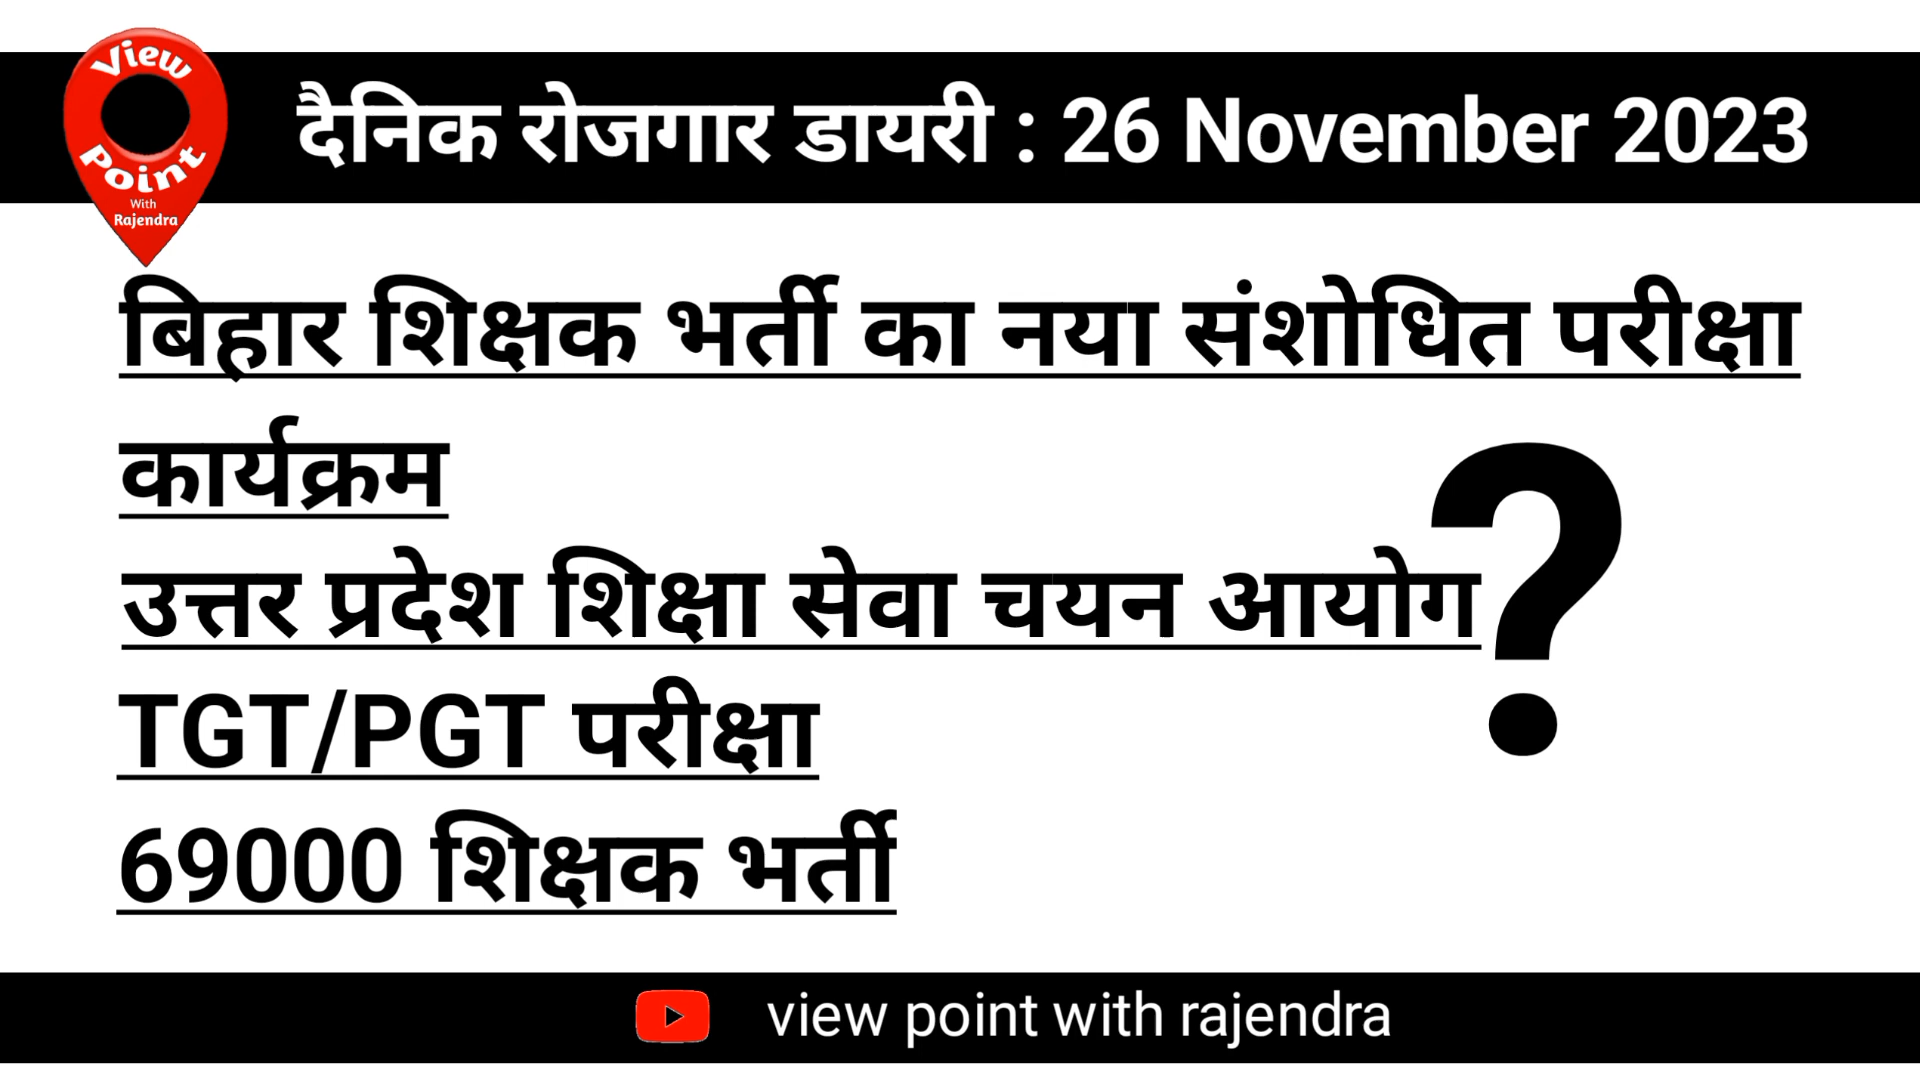 View
Point
With
Rajendra
दैनिक रोजगार डायरी : 26 November 2023
बिहार शिक्षक भर्ती का नया संशोधित परीक्षा
कार्यक्रम
उत्तर प्रदेश शिक्षा सेवा चयन आयोग
?
TGT/PGT परीक्षा
69000 शिक्षक भर्ती
view point with rajendra